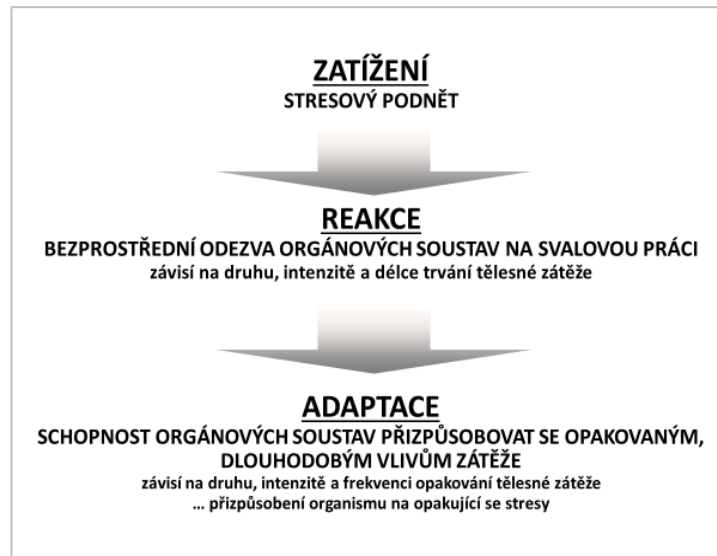 ZATÍŽENÍ
STRESOVÝ PODNĚT
REAKCE
BEZPROSTŘEDNÍ ODEZVA ORGÁNOVÝCH SOUSTAV NA SVALOVOU PRÁCI
závisí na druhu, intenzitě a délce trvání tělesné zátěže
ADAPTACE
SCHOPNOST ORGÁNOVÝCH SOUSTAV PŘIZPŮSOBOVAT SE OPAKOVANÝM,
DLOUHODOBÝM VLIVŮM ZÁTĚŽE
závisí na druhu, intenzitě a frekvenci opakování tělesné zátěže
... přizpůsobení organismu na opakující se stresy